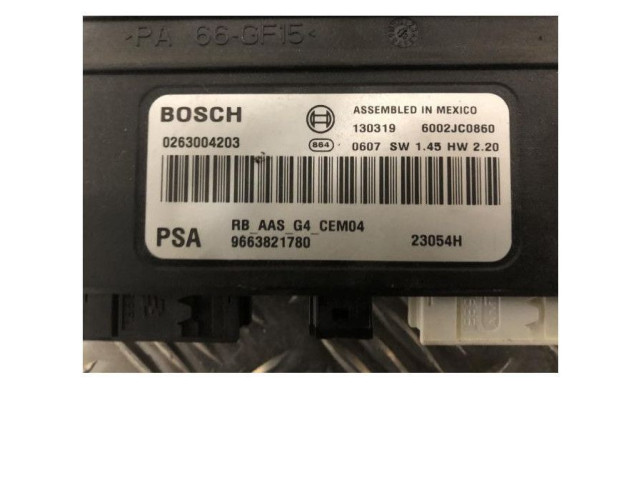 >PA 66-GF15<
BOSCH
ASSEMBLED IN MEXICO
130319 6002JC0860
0263004203
864 0607 SW 1.45 HW 2.20
RB_AAS_G4_CEM04
PSA 9663821780 23054H